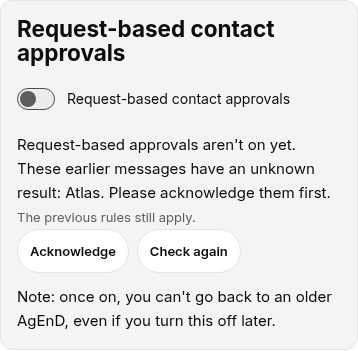 Request-based contact
approvals
Request-based contact approvals
Request-based approvals aren't on yet.
These earlier messages have an unknown
result: Atlas. Please acknowledge them first.
The previous rules still apply.
Acknowledge
Check again
Note: once on, you can't go back to an older
AgEnD, even if you turn this off later.